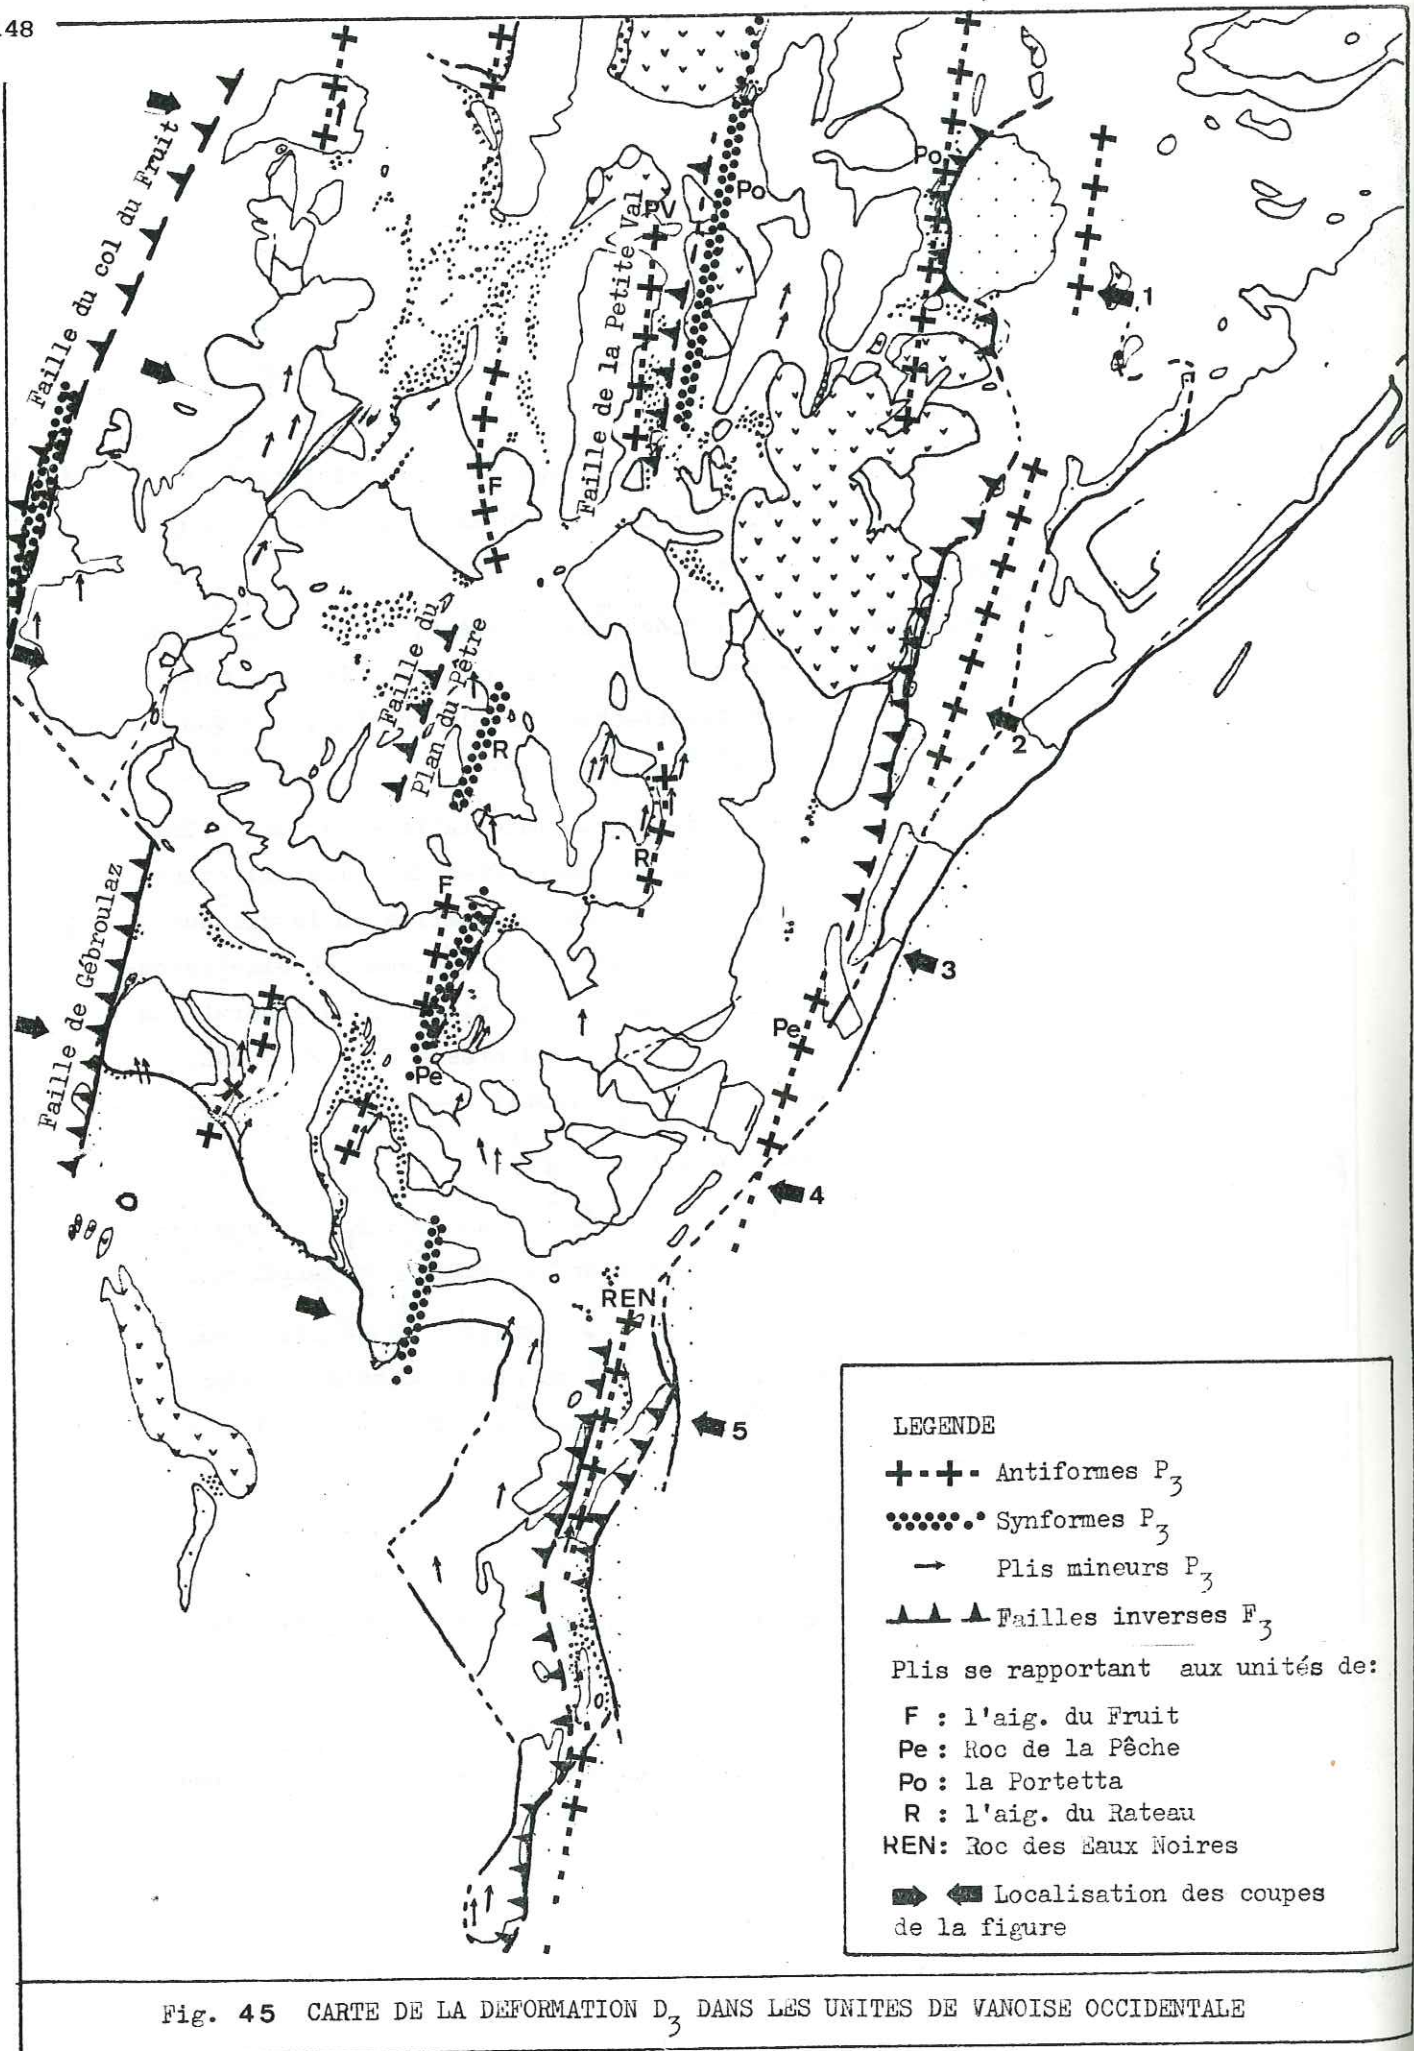 48
Faille du col du Fruit
Po
Po
PV
Faille de la Petite Val
1
F
Faille du
Plan du Pêtre
R
2
R
F
Faille de Gébroulaz
3
Pe
Pe
4
REN
5
LEGENDE
Antiformes P3
Synformes P3
Plis mineurs P3
Failles inverses F3
Plis se rapportant aux unités de:
F : l'aig. du Fruit
Pe : Roc de la Pêche
Po : la Portetta
R : l'aig. du Rateau
REN: Roc des Eaux Noires
Localisation des coupes
de la figure
Fig. 45 CARTE DE LA DEFORMATION D3 DANS LES UNITES DE VANOISE OCCIDENTALE